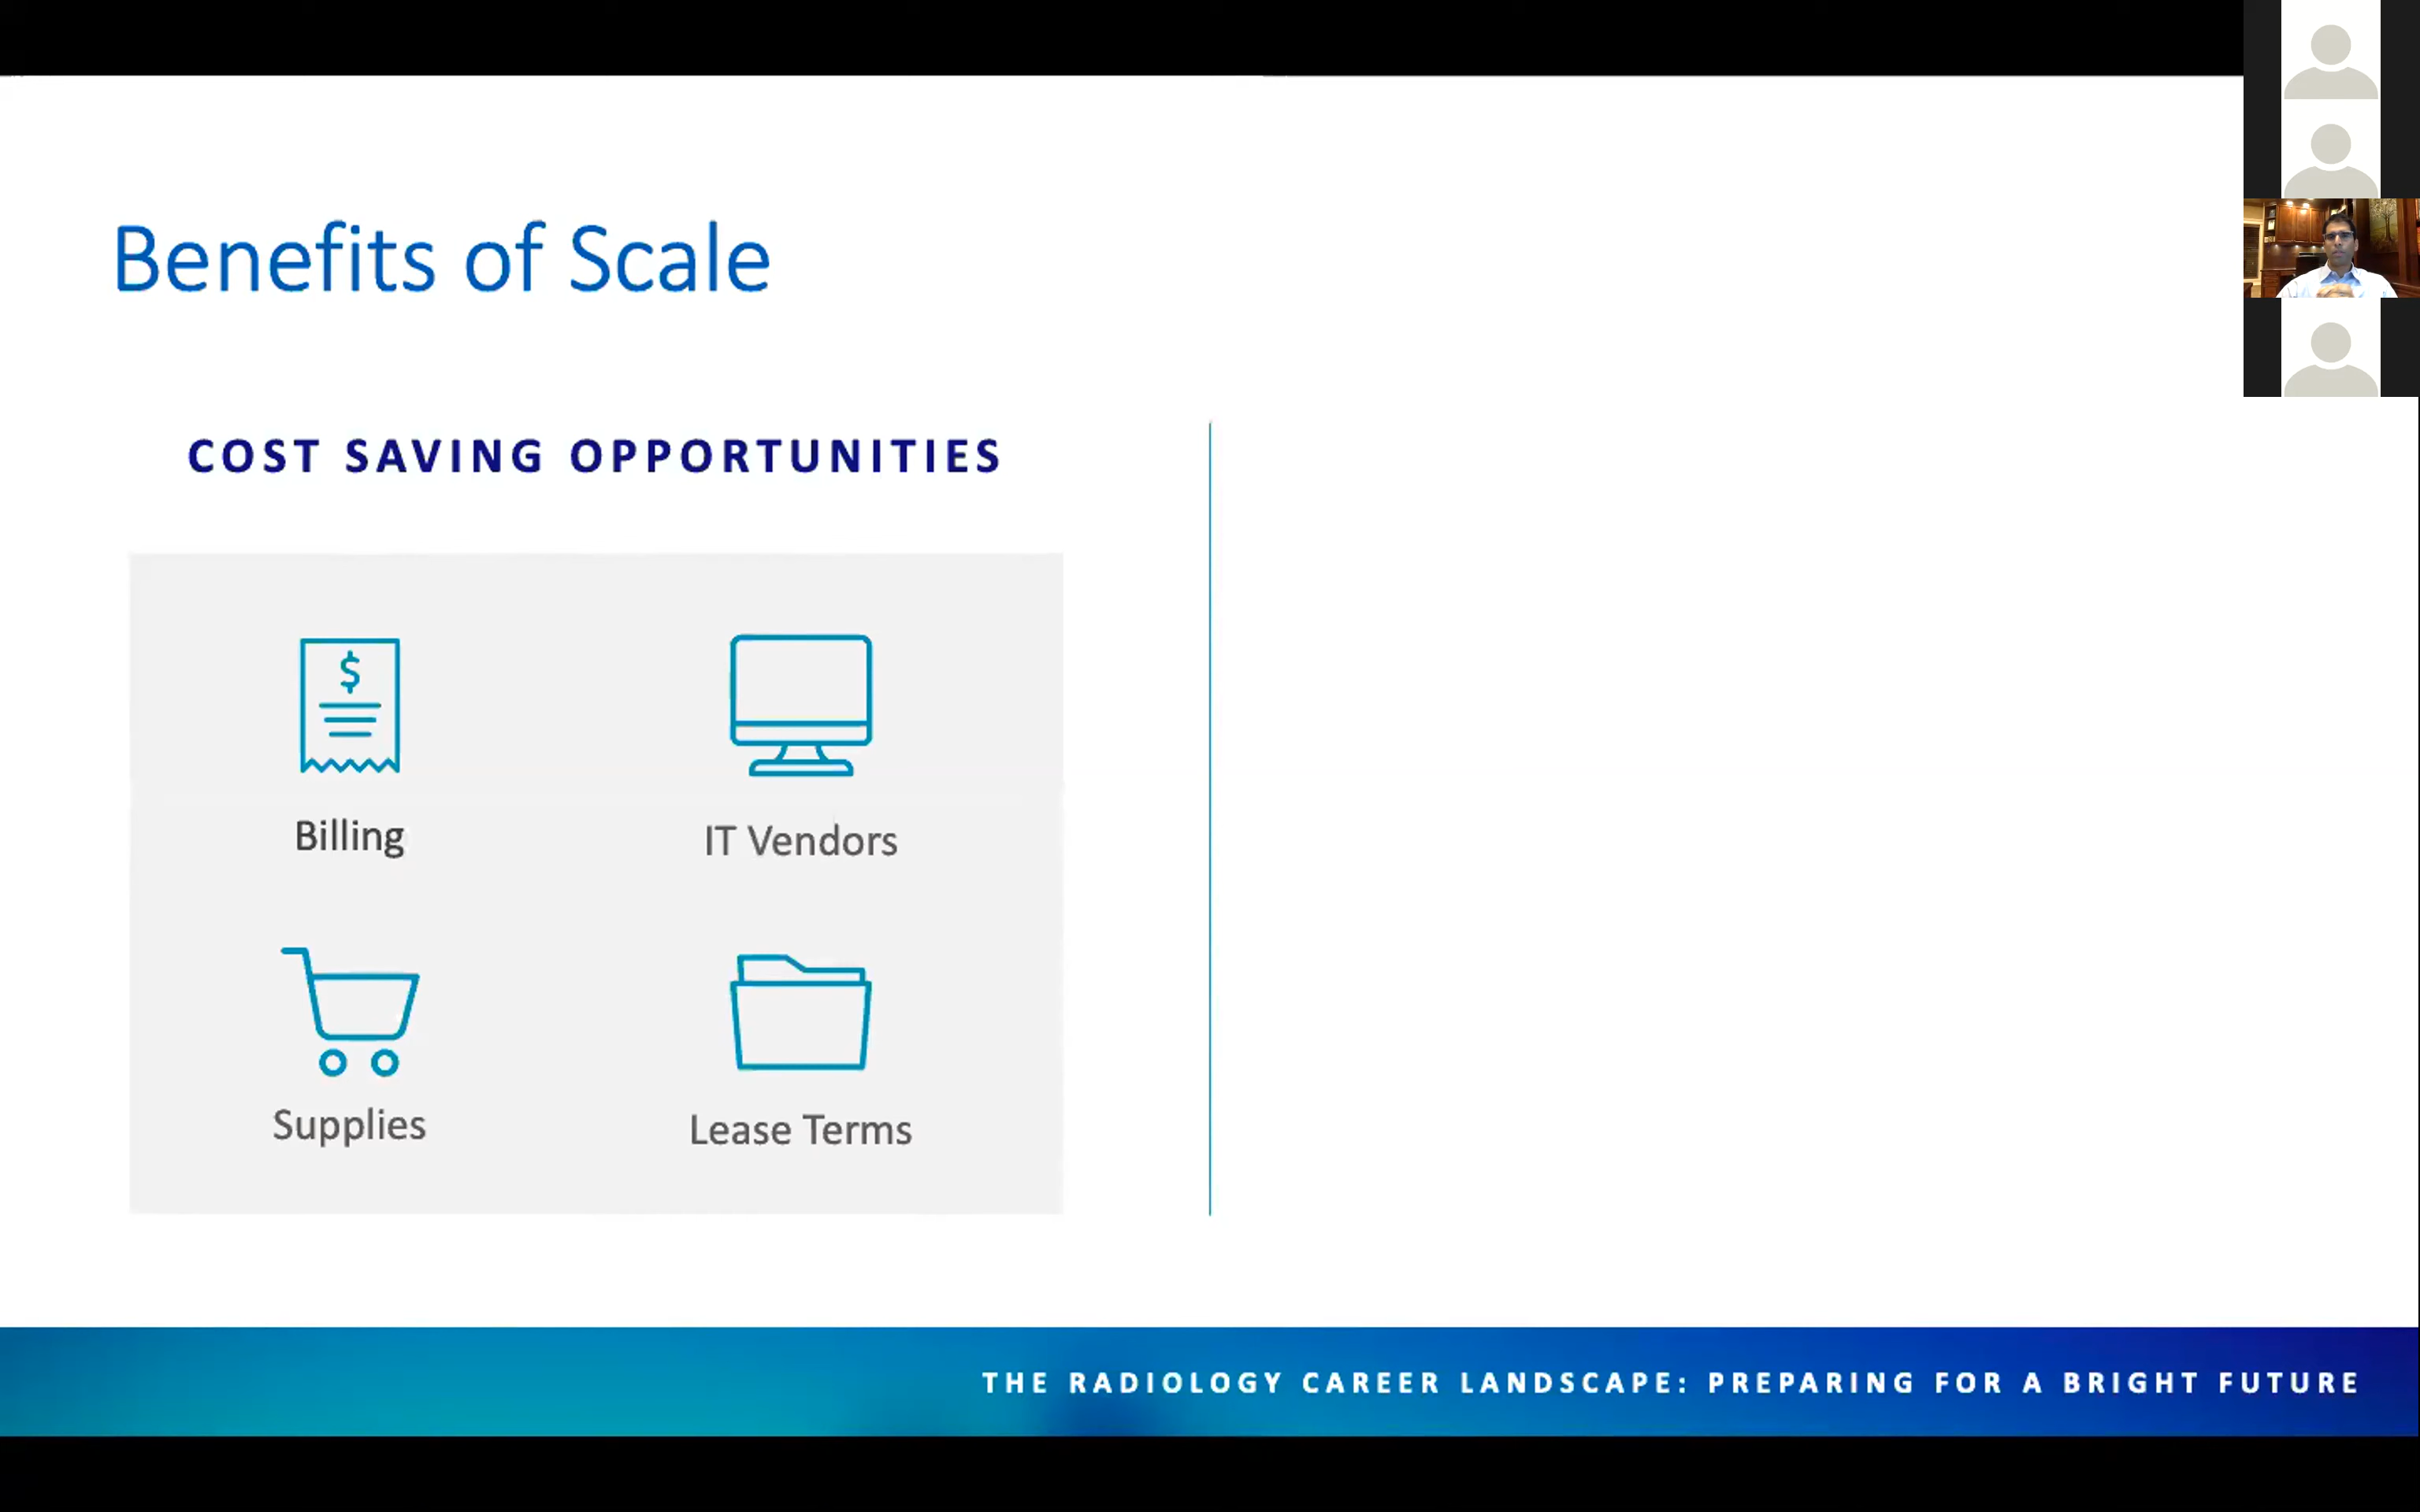 Benefits of Scale
COST SAVING OPPORTUNITIES
$
Billing
IT Vendors
Supplies
Lease Terms
THE RADIOLOGY CAREER LANDSCAPE: PREPARING FOR A BRIGHT FUTURE